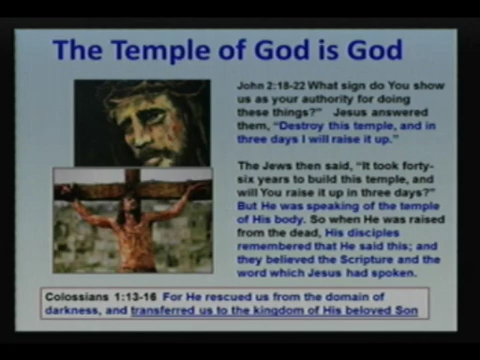 The Temple of God is God
John 2:18-22 What sign do You show
us as your authority for doing
these things?"   Jesus answered
them, "Destroy this temple, and in
three days I will raise it up."
The Jews then said, "It took forty-
six years to build this temple, and
will You raise it up in three days?"
But He was speaking of the temple
of His body. So when He was raised
from the dead, His disciples
remembered that He said this; and
they believed the Scripture and the
word which Jesus had spoken.
Colossians 1:13-16  For He rescued us from the domain of
darkness, and transferred us to the kingdom of His beloved Son